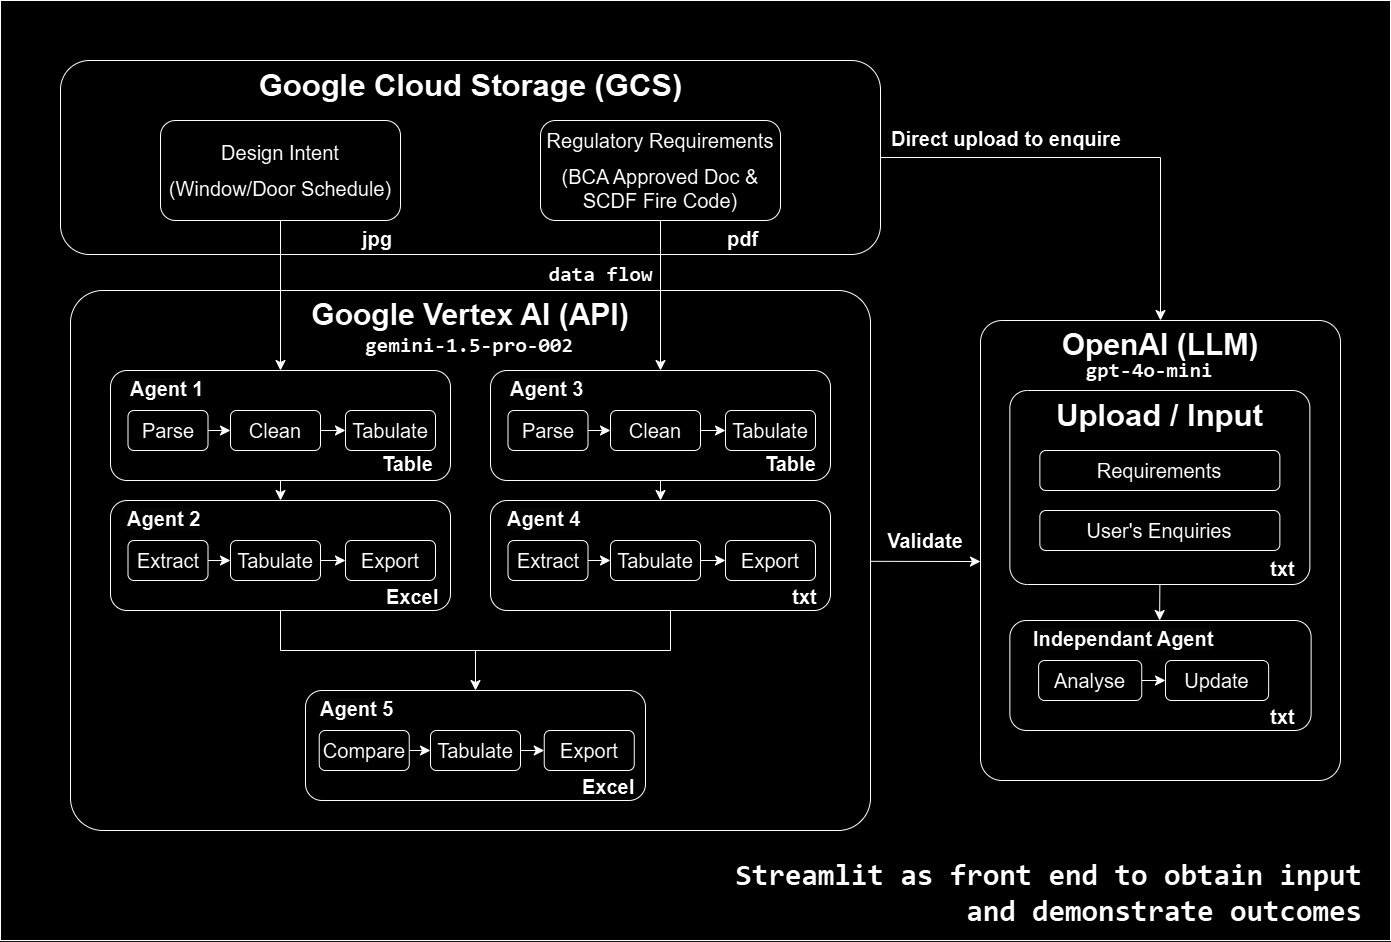 Google Cloud Storage (GCS)
Design Intent
(Window/Door Schedule)
jpg
Regulatory Requirements
(BCA Approved Doc &
SCDF Fire Code)
pdf
Direct upload to enquire
data flow
Google Vertex AI (API)
gemini-1.5-pro-002
Agent 1
Parse
Clean
Tabulate
Table
Agent 3
Parse
Clean
Tabulate
Table
Agent 2
Extract
Tabulate
Export
Excel
Agent 4
Extract
Tabulate
Export
txt
Agent 5
Compare
Tabulate
Export
Excel
Validate
OpenAI (LLM)
gpt-4o-mini
Upload / Input
Requirements
User's Enquiries
txt
Independant Agent
Analyse
Update
txt
Streamlit as front end to obtain input
and demonstrate outcomes